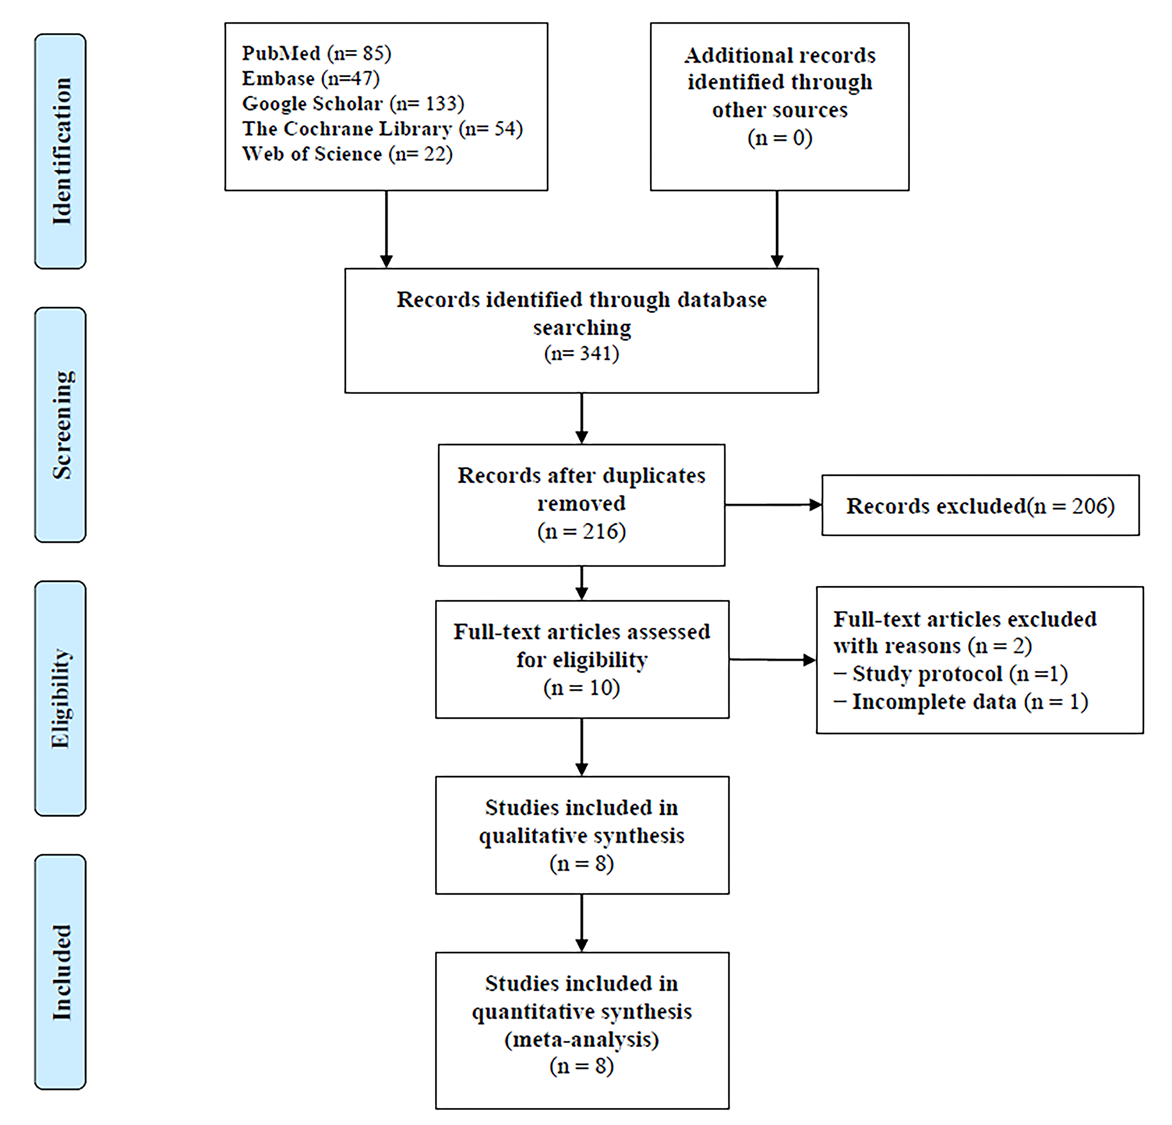 Identification
PubMed (n= 85)
Embase (n=47)
Google Scholar (n= 133)
The Cochrane Library (n= 54)
Web of Science (n= 22)
Additional records
identified through
other sources
(n = 0)
Records identified through database
searching
(n= 341)
Screening
Records after duplicates
removed
(n = 216)
Records excluded(n = 206)
Eligibility
Full-text articles assessed
for eligibility
(n = 10)
Full-text articles excluded
with reasons (n = 2)
− Study protocol (n =1)
− Incomplete data (n = 1)
Studies included in
qualitative synthesis
(n = 8)
Included
Studies included in
quantitative synthesis
(meta-analysis)
(n = 8)